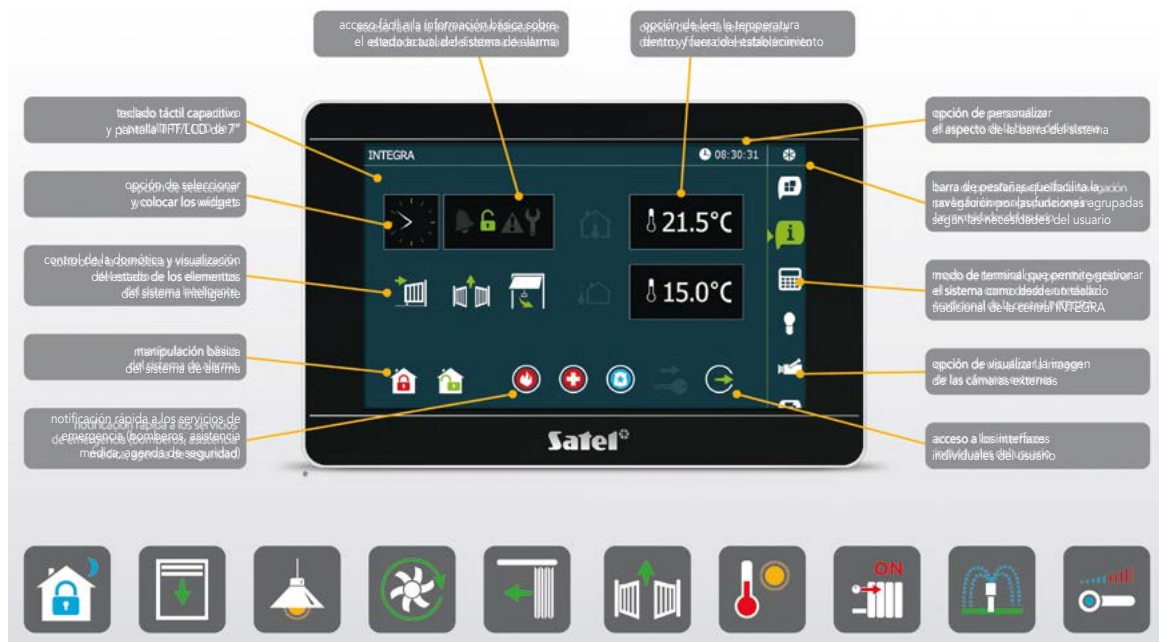 acceso fácil a la información básica sobre
el estado actual del sistema de alarma
opción de leer la temperatura
dentro y fuera del establecimiento
teclado táctil capacitivo
y pantalla TFT/LCD de 7"
opción de personalizar
el aspecto de la barra del sistema
INTEGRA
08:30:31
opción de seleccionar
y colocar los widgets
barra de pestañas que facilita la
navegación por las funciones agrupadas
según las necesidades del usuario
21.5°C
control de la domótica y visualización
del estado de los elementos
del sistema inteligente
modo de terminal que permite gestionar
el sistema como desde un teclado
tradicional de la central INTEGRA
15.0°C
manipulación básica
del sistema de alarma
opción de visualizar la imagen
de las cámaras externas
notificación rápida a los servicios de
emergencia (bomberos, asistencia
médica, agencia de seguridad)
acceso a los interfaces
individuales del usuario
Satel
ON